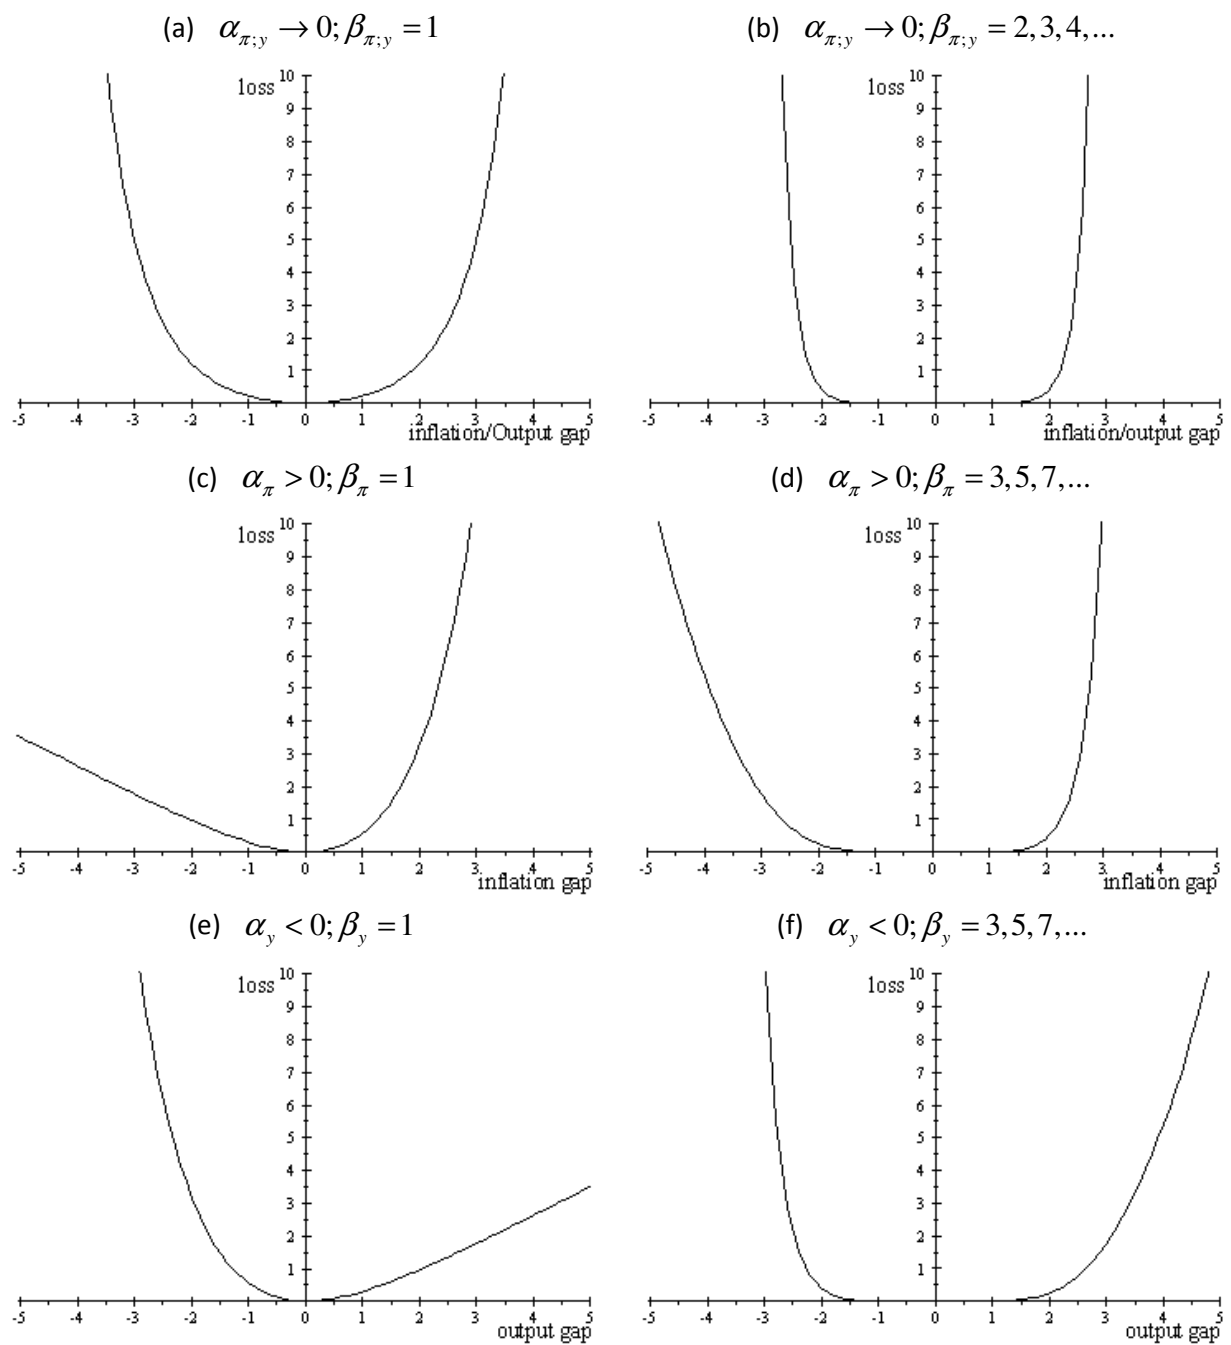 (a) α_{π;y} → 0; β_{π;y} = 1
(b) α_{π;y} → 0; β_{π;y} = 2, 3, 4, ...
loss 10
9
8
7
6
5
4
3
2
1
-5 -4 -3 -2 -1 0 1 2 3 4 5
inflation/Output gap
loss 10
9
8
7
6
5
4
3
2
1
-5 -4 -3 -2 -1 0 1 2 3 4 5
inflation/output gap
(c) α_π > 0; β_π = 1
(d) α_π > 0; β_π = 3, 5, 7, ...
loss 10
9
8
7
6
5
4
3
2
1
-5 -4 -3 -2 -1 0 1 2 3 4 5
inflation gap
loss 10
9
8
7
6
5
4
3
2
1
-5 -4 -3 -2 -1 0 1 2 3 4 5
inflation gap
(e) α_y < 0; β_y = 1
(f) α_y < 0; β_y = 3, 5, 7, ...
loss 10
9
8
7
6
5
4
3
2
1
-5 -4 -3 -2 -1 0 1 2 3 4 5
output gap
loss 10
9
8
7
6
5
4
3
2
1
-5 -4 -3 -2 -1 0 1 2 3 4 5
output gap